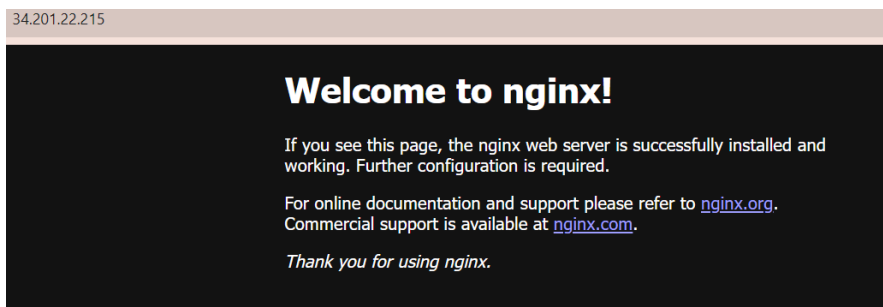 34.201.22.215
Welcome to nginx!
If you see this page, the nginx web server is successfully installed and
working. Further configuration is required.
For online documentation and support please refer to nginx.org.
Commercial support is available at nginx.com.
Thank you for using nginx.